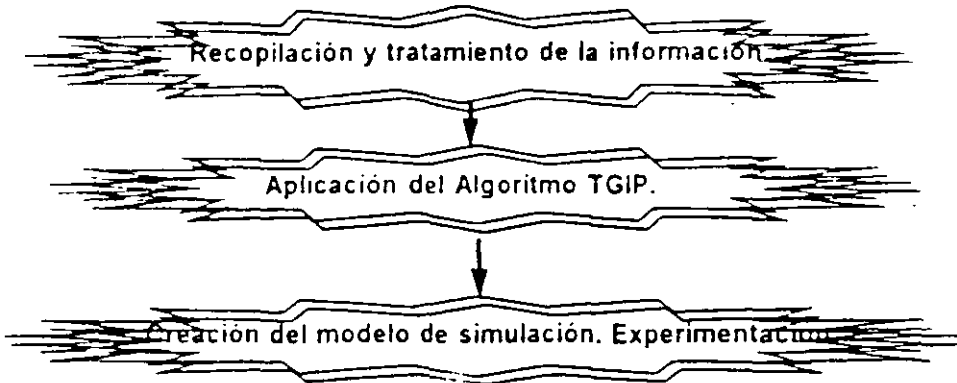 Recopilación y tratamiento de la información.
Aplicación del Algoritmo TGIP.
Creación del modelo de simulación. Experimentación